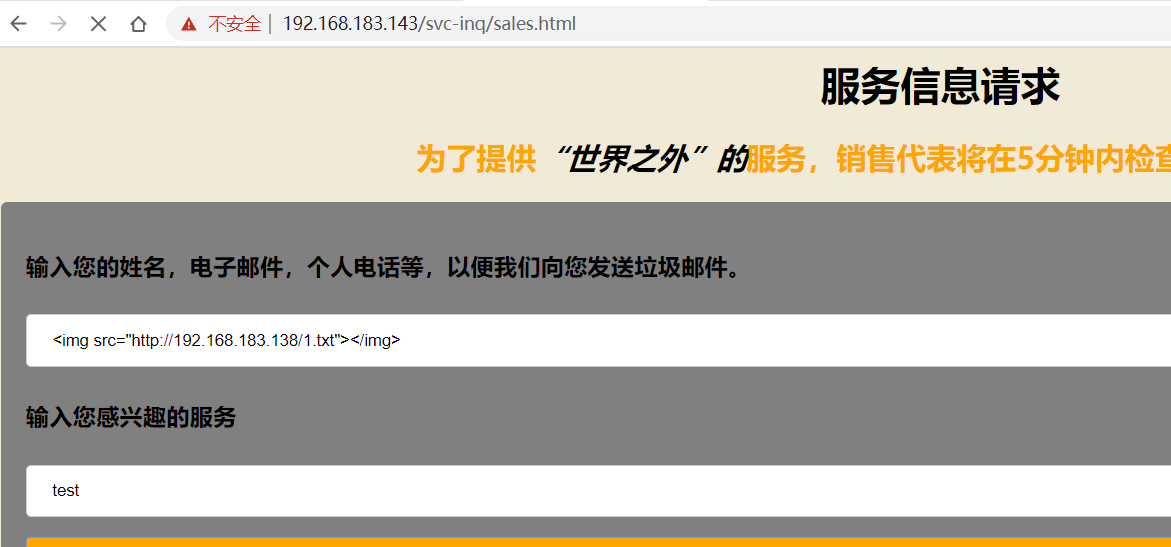 不安全 | 192.168.183.143/svc-inq/sales.html
服务信息请求
为了提供“世界之外”的服务，销售代表将在5分钟内检查
输入您的姓名，电子邮件，个人电话等，以便我们向您发送垃圾邮件。
<img src="http://192.168.183.138/1.txt"></img>
输入您感兴趣的服务
test